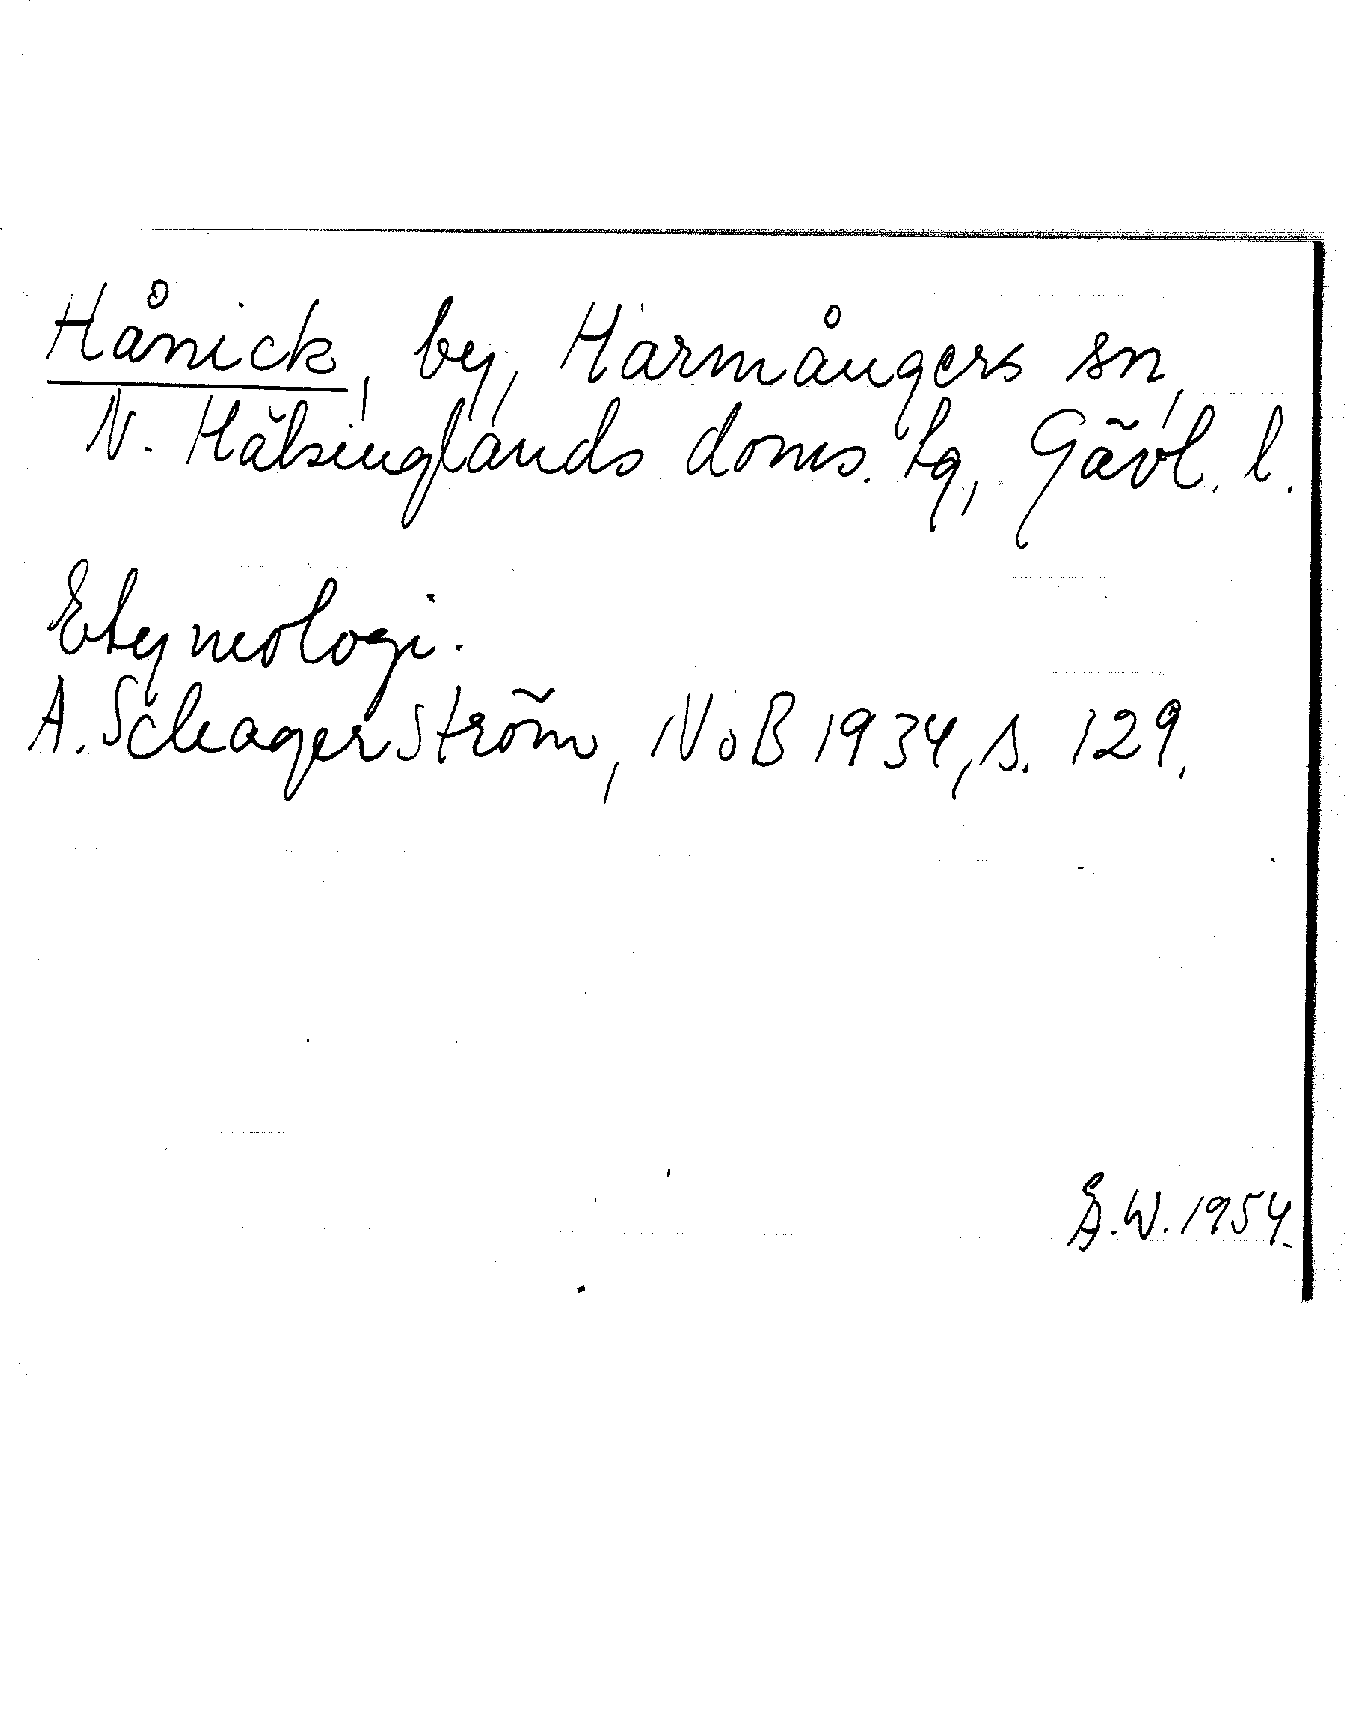 Hånick, by, Harmångers sn,
N. Hälsinglands doms. tg, Gävl. l.
Etymologi.
A. Schagerström, NoB 1934, s. 129.
E.W. 1954.